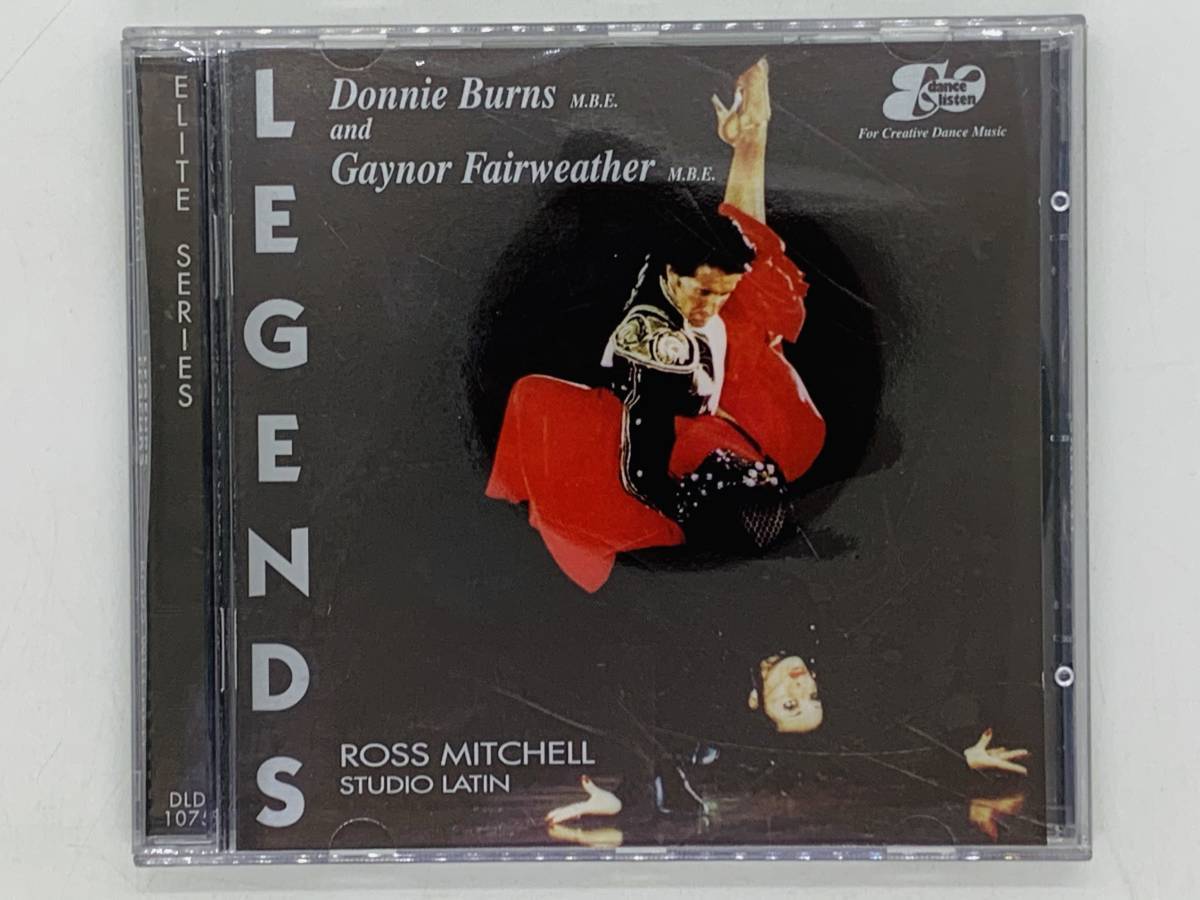 ELITE SERIES
DLD
LEGENDS
Donnie Burns M.B.E.
and
Gaynor Fairweather M.B.E.
dance
& listen
For Creative Dance Music
ROSS MITCHELL
STUDIO LATIN